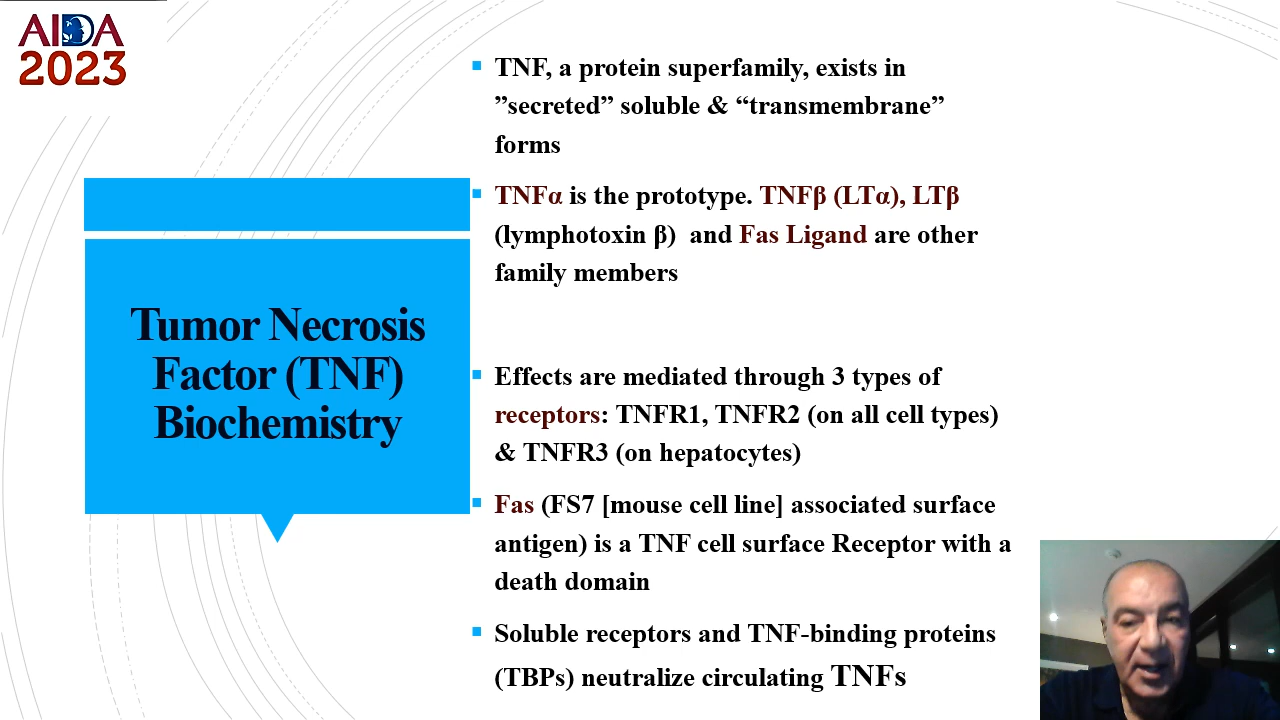 AIDA
2023
Tumor Necrosis
Factor (TNF)
Biochemistry
TNF, a protein superfamily, exists in
”secreted” soluble & “transmembrane”
forms
TNFα is the prototype. TNFβ (LTα), LTβ
(lymphotoxin β) and Fas Ligand are other
family members
Effects are mediated through 3 types of
receptors: TNFR1, TNFR2 (on all cell types)
& TNFR3 (on hepatocytes)
Fas (FS7 [mouse cell line] associated surface
antigen) is a TNF cell surface Receptor with a
death domain
Soluble receptors and TNF-binding proteins
(TBPs) neutralize circulating TNFs